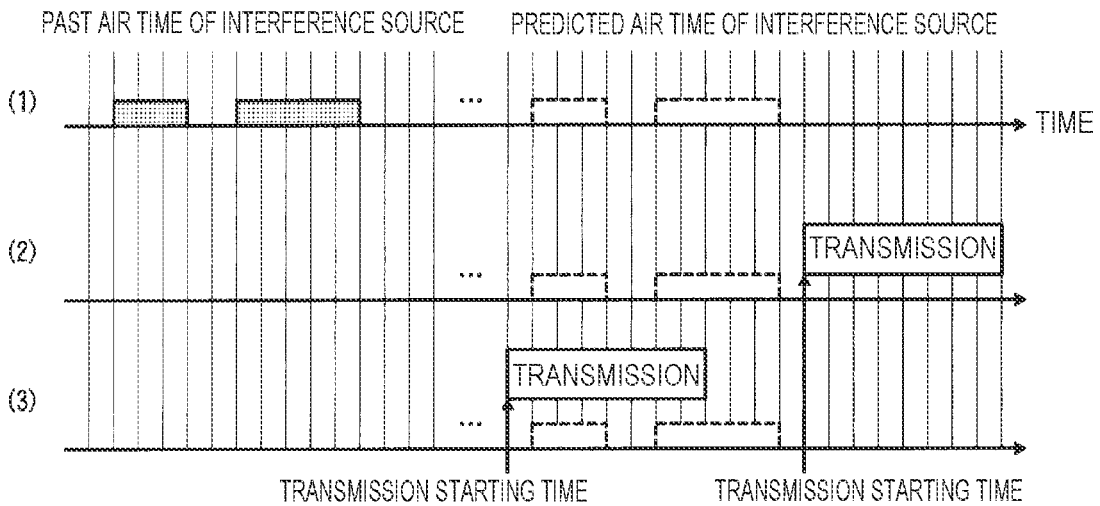 PAST AIR TIME OF INTERFERENCE SOURCE
PREDICTED AIR TIME OF INTERFERENCE SOURCE
(1)
...
TIME
(2)
...
TRANSMISSION
(3)
...
TRANSMISSION
TRANSMISSION STARTING TIME
TRANSMISSION STARTING TIME